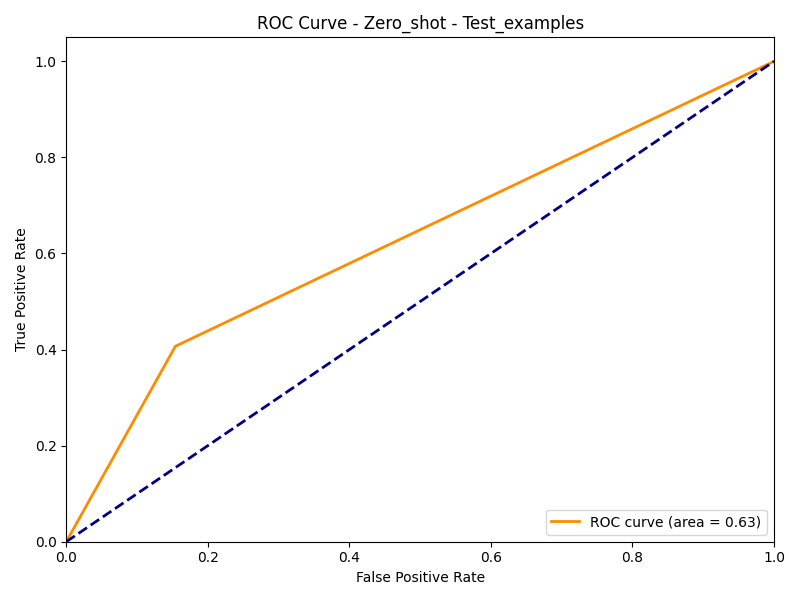 ROC Curve - Zero_shot - Test_examples
1.0
0.8
0.6
0.4
0.2
0.0
True Positive Rate
ROC curve (area = 0.63)
0.0 0.2 0.4 0.6 0.8 1.0
False Positive Rate